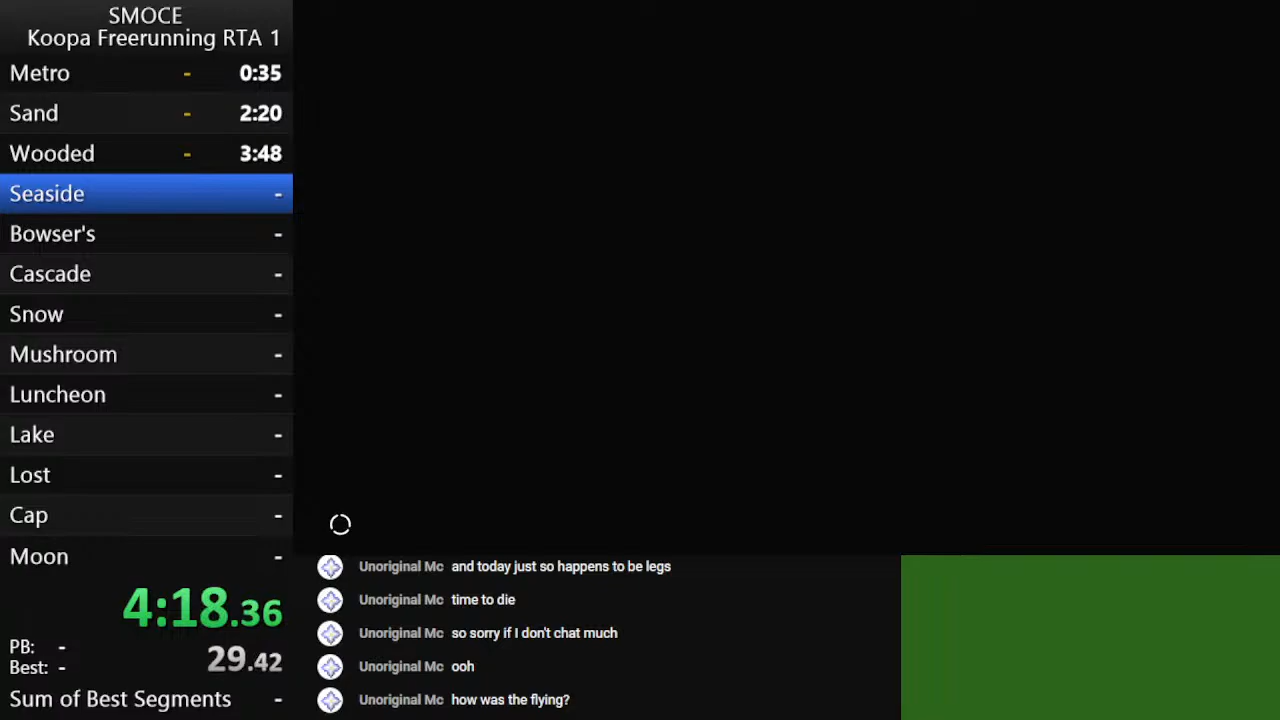 SMOCE
Koopa Freerunning RTA 1
Metro - 0:35
Sand - 2:20
Wooded - 3:48
Seaside -
Bowser's -
Cascade -
Snow -
Mushroom -
Luncheon -
Lake -
Lost -
Cap -
Moon -
4:18.36
PB: -
Best: -
29.42
Sum of Best Segments -
Unoriginal Mc and today just so happens to be legs
Unoriginal Mc time to die
Unoriginal Mc so sorry if I don't chat much
Unoriginal Mc ooh
Unoriginal Mc how was the flying?